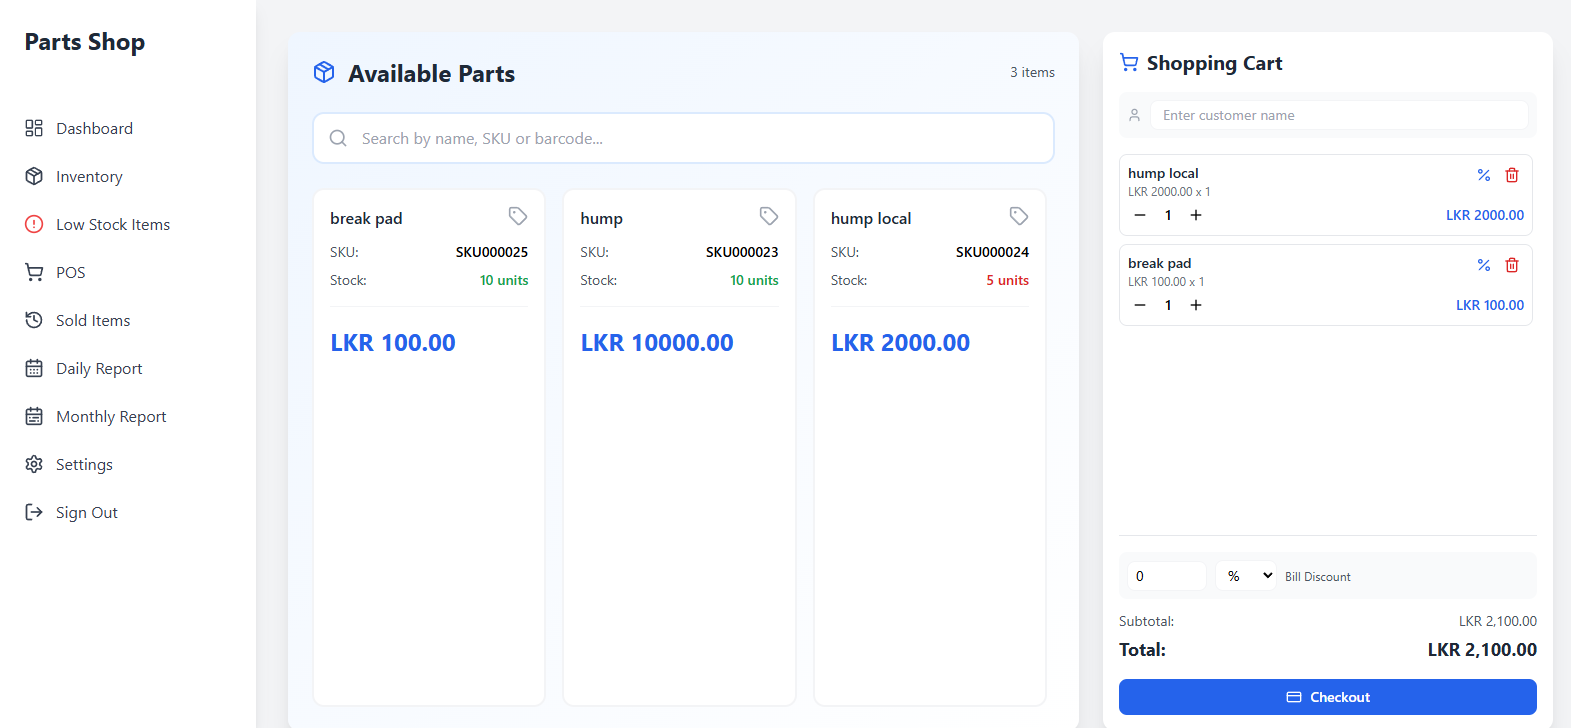 Parts Shop
Dashboard
Inventory
Low Stock Items
POS
Sold Items
Daily Report
Monthly Report
Settings
Sign Out
Available Parts
3 items
Search by name, SKU or barcode...
break pad
SKU: SKU000025
Stock: 10 units
LKR 100.00
hump
SKU: SKU000023
Stock: 10 units
LKR 10000.00
hump local
SKU: SKU000024
Stock: 5 units
LKR 2000.00
Shopping Cart
Enter customer name
hump local
LKR 2000.00 x 1
1 LKR 2000.00
break pad
LKR 100.00 x 1
1 LKR 100.00
0 % Bill Discount
Subtotal: LKR 2,100.00
Total: LKR 2,100.00
Checkout